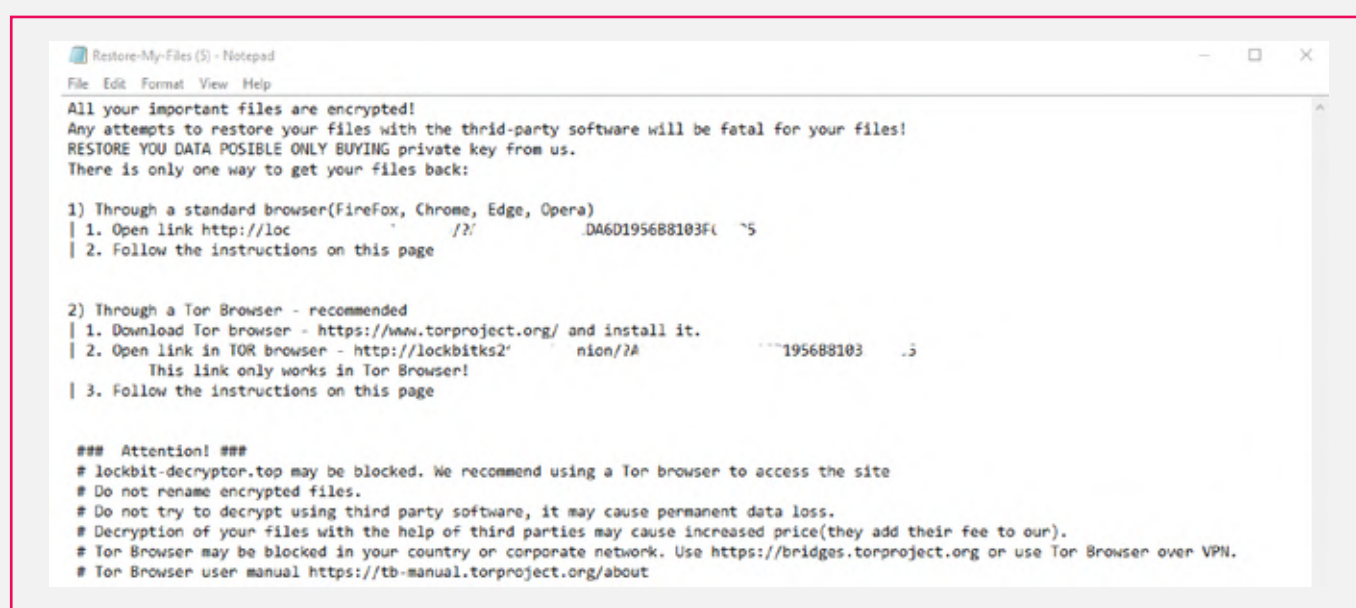 Restore-My-Files (5) - Notepad
File Edit Format View Help
All your important files are encrypted!
Any attempts to restore your files with the thrid-party software will be fatal for your files!
RESTORE YOU DATA POSIBLE ONLY BUYING private key from us.
There is only one way to get your files back:
1) Through a standard browser(FireFox, Chrome, Edge, Opera)
| 1. Open link http://loc /?
| 2. Follow the instructions on this page
2) Through a Tor Browser - recommended
| 1. Download Tor browser - https://www.torproject.org/ and install it.
| 2. Open link in TOR browser - http://lockbitks2 nion/?A
This link only works in Tor Browser!
| 3. Follow the instructions on this page
### Attention! ###
# lockbit-decryptor.top may be blocked. We recommend using a Tor browser to access the site
# Do not rename encrypted files.
# Do not try to decrypt using third party software, it may cause permanent data loss.
# Decryption of your files with the help of third parties may cause increased price(they add their fee to our).
# Tor Browser may be blocked in your country or corporate network. Use https://bridges.torproject.org or use Tor Browser over VPN.
# Tor Browser user manual https://tb-manual.torproject.org/about